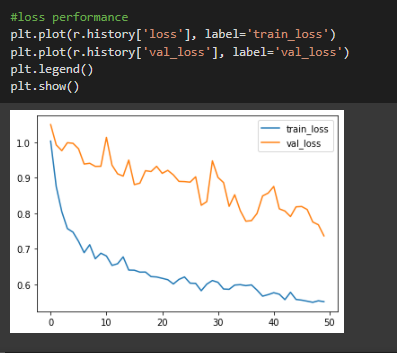 #loss performance
plt.plot(r.history['loss'], label='train_loss')
plt.plot(r.history['val_loss'], label='val_loss')
plt.legend()
plt.show()
train_loss
val_loss
1.0
0.9
0.8
0.7
0.6
0 10 20 30 40 50